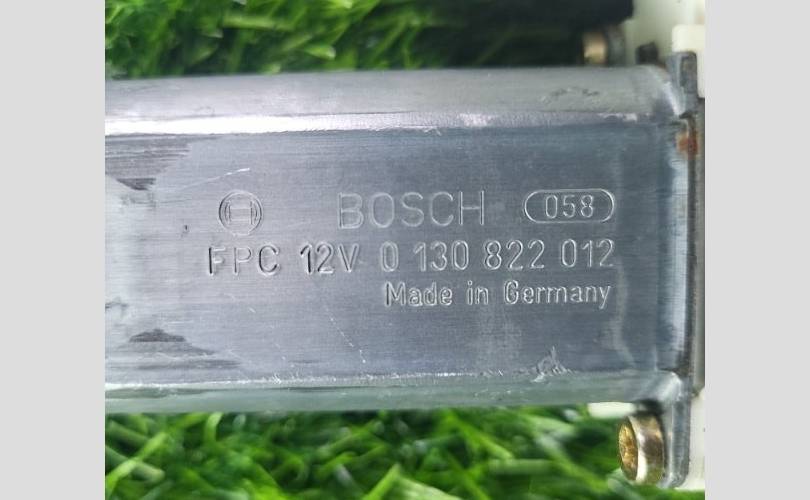 BOSCH 058
FPC 12V 0 130 822 012
Made in Germany